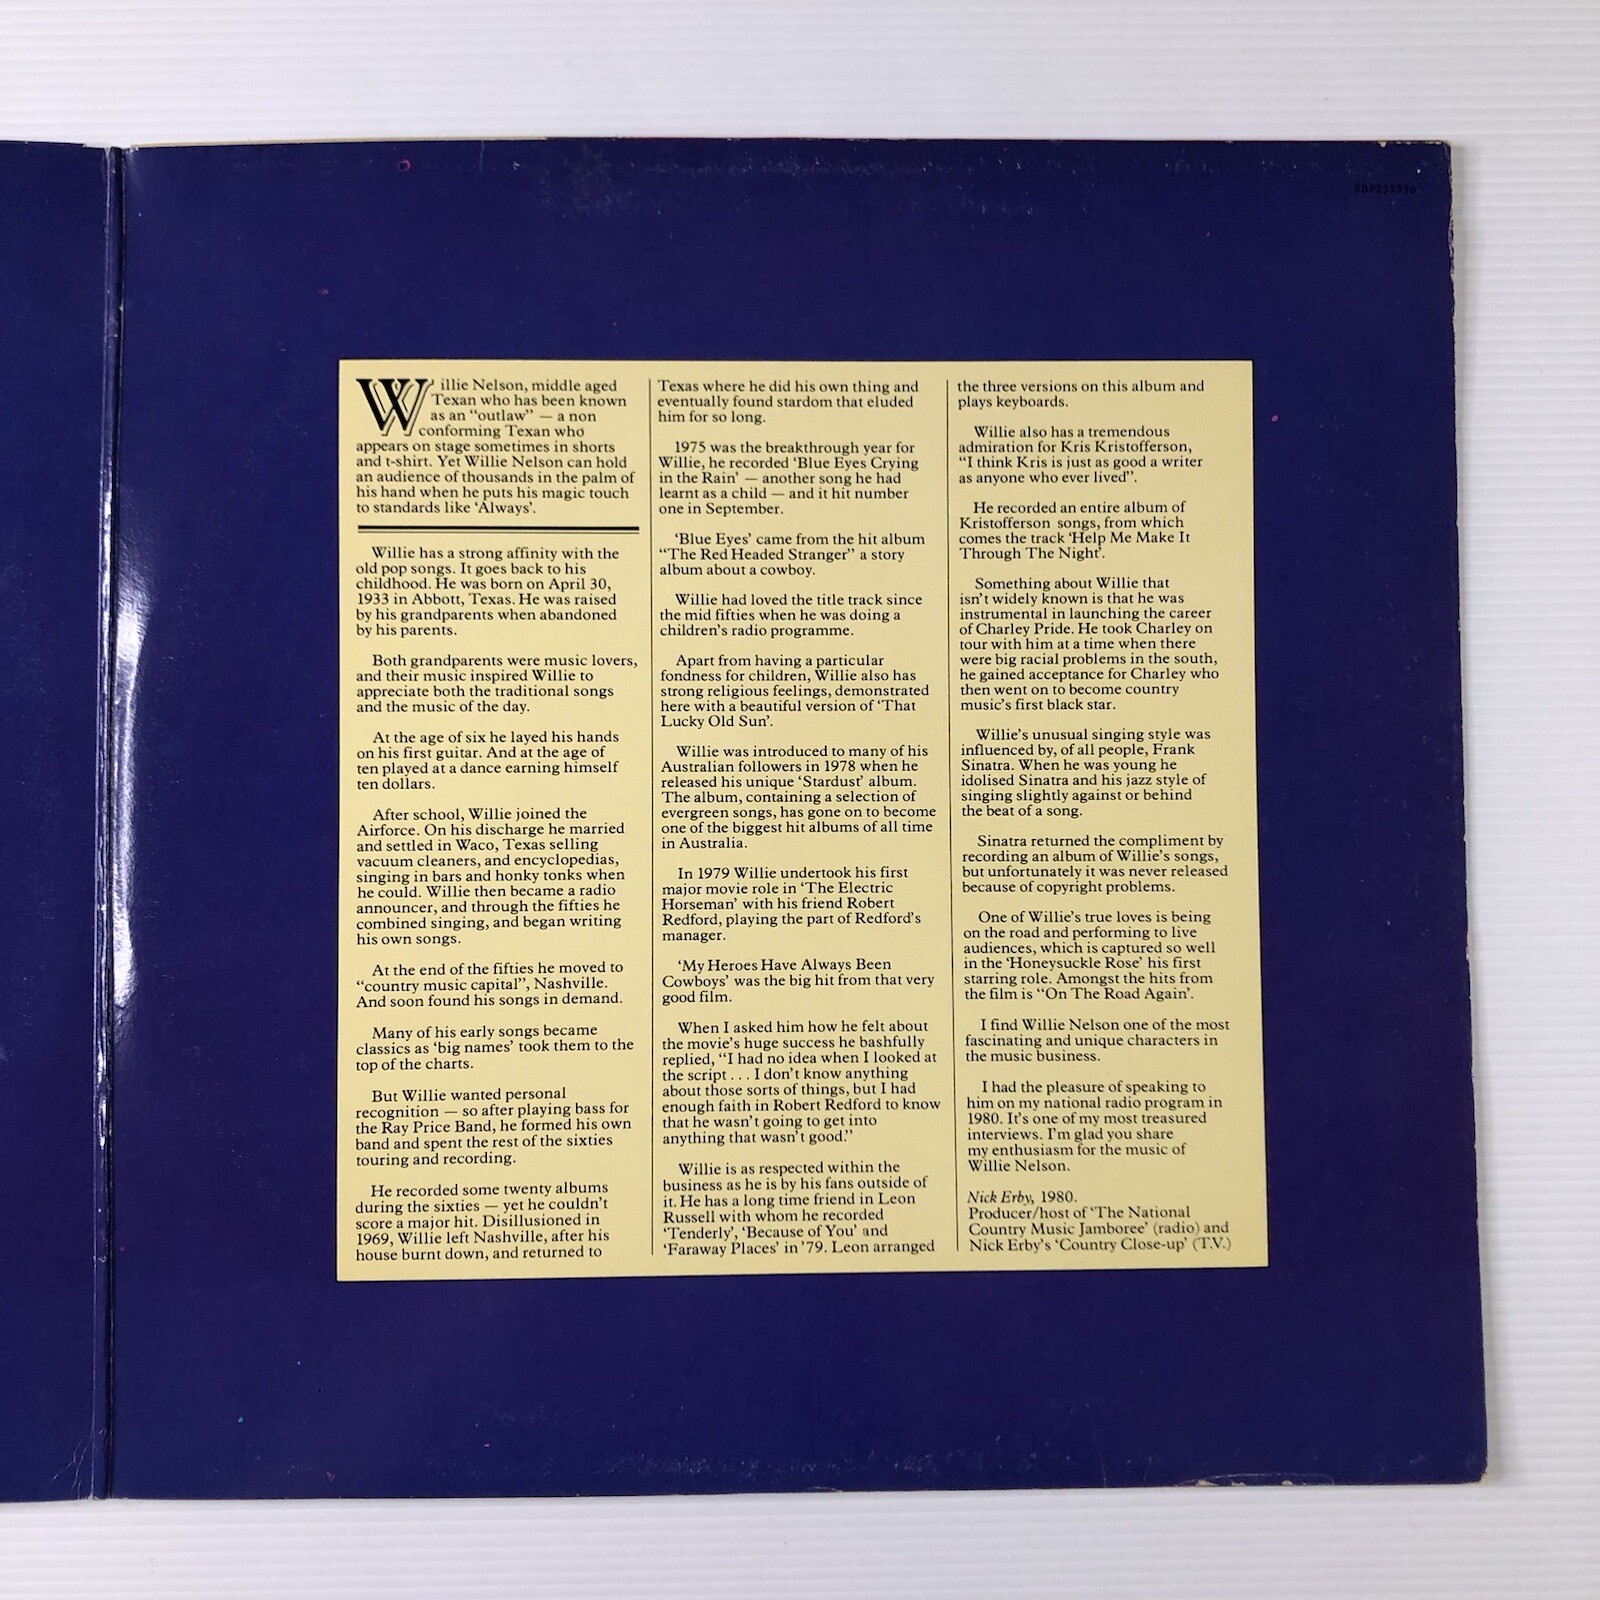 SBP237556
Willie Nelson, middle aged
Texan who has been known
as an "outlaw" — a non
conforming Texan who
appears on stage sometimes in shorts
and t-shirt. Yet Willie Nelson can hold
an audience of thousands in the palm of
his hand when he puts his magic touch
to standards like 'Always'.
Willie has a strong affinity with the
old pop songs. It goes back to his
childhood. He was born on April 30,
1933 in Abbott, Texas. He was raised
by his grandparents when abandoned
by his parents.
Both grandparents were music lovers,
and their music inspired Willie to
appreciate both the traditional songs
and the music of the day.
At the age of six he layed his hands
on his first guitar. And at the age of
ten played at a dance earning himself
ten dollars.
After school, Willie joined the
Airforce. On his discharge he married
and settled in Waco, Texas selling
vacuum cleaners, and encyclopedias,
singing in bars and honky tonks when
he could. Willie then became a radio
announcer, and through the fifties he
combined singing, and began writing
his own songs.
At the end of the fifties he moved to
"country music capital", Nashville.
And soon found his songs in demand.
Many of his early songs became
classics as 'big names' took them to the
top of the charts.
But Willie wanted personal
recognition — so after playing bass for
the Ray Price Band, he formed his own
band and spent the rest of the sixties
touring and recording.
He recorded some twenty albums
during the sixties — yet he couldn't
score a major hit. Disillusioned in
1969, Willie left Nashville, after his
house burnt down, and returned to
Texas where he did his own thing and
eventually found stardom that eluded
him for so long.
1975 was the breakthrough year for
Willie, he recorded 'Blue Eyes Crying
in the Rain' — another song he had
learnt as a child — and it hit number
one in September.
'Blue Eyes' came from the hit album
"The Red Headed Stranger" a story
album about a cowboy.
Willie had loved the title track since
the mid fifties when he was doing a
children's radio programme.
Apart from having a particular
fondness for children, Willie also has
strong religious feelings, demonstrated
here with a beautiful version of 'That
Lucky Old Sun'.
Willie was introduced to many of his
Australian followers in 1978 when he
released his unique 'Stardust' album.
The album, containing a selection of
evergreen songs, has gone on to become
one of the biggest hit albums of all time
in Australia.
In 1979 Willie undertook his first
major movie role in 'The Electric
Horseman' with his friend Robert
Redford, playing the part of Redford's
manager.
'My Heroes Have Always Been
Cowboys' was the big hit from that very
good film.
When I asked him how he felt about
the movie's huge success he bashfully
replied, "I had no idea when I looked at
the script . . . I don't know anything
about those sorts of things, but I had
enough faith in Robert Redford to know
that he wasn't going to get into
anything that wasn't good."
Willie is as respected within the
business as he is by his fans outside of
it. He has a long time friend in Leon
Russell with whom he recorded
'Tenderly', 'Because of You' and
'Faraway Places' in '79. Leon arranged
the three versions on this album and
plays keyboards.
Willie also has a tremendous
admiration for Kris Kristofferson,
"I think Kris is just as good a writer
as anyone who ever lived".
He recorded an entire album of
Kristofferson songs, from which
comes the track 'Help Me Make It
Through The Night'.
Something about Willie that
isn't widely known is that he was
instrumental in launching the career
of Charley Pride. He took Charley on
tour with him at a time when there
were big racial problems in the south,
he gained acceptance for Charley who
then went on to become country
music's first black star.
Willie's unusual singing style was
influenced by, of all people, Frank
Sinatra. When he was young he
idolised Sinatra and his jazz style of
singing slightly against or behind
the beat of a song.
Sinatra returned the compliment by
recording an album of Willie's songs,
but unfortunately it was never released
because of copyright problems.
One of Willie's true loves is being
on the road and performing to live
audiences, which is captured so well
in the 'Honeysuckle Rose' his first
starring role. Amongst the hits from
the film is "On The Road Again'.
I find Willie Nelson one of the most
fascinating and unique characters in
the music business.
I had the pleasure of speaking to
him on my national radio program in
1980. It's one of my most treasured
interviews. I'm glad you share
my enthusiasm for the music of
Willie Nelson.
Nick Erby, 1980.
Producer/host of 'The National
Country Music Jamboree' (radio) and
Nick Erby's 'Country Close-up' (T.V.)